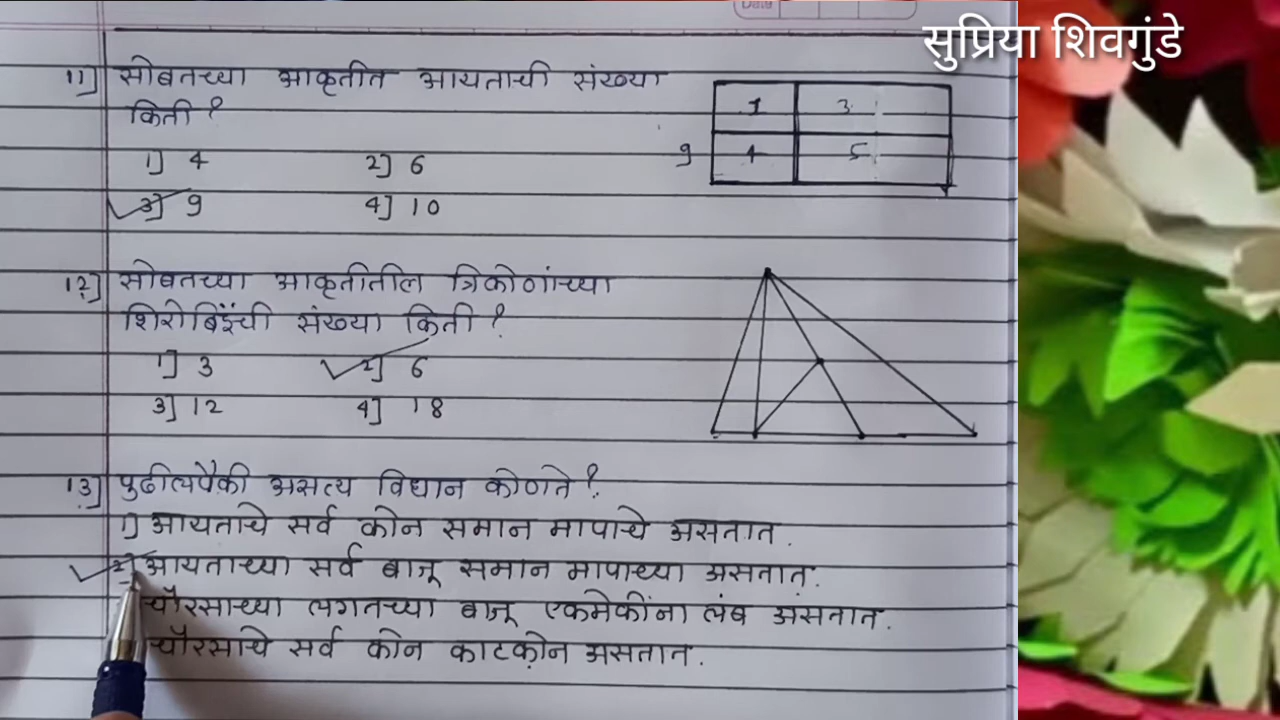 Date
सुप्रिया शिवगुंडे
11] सोबतच्या आकृतीत आयताची संख्या
किती?
1] 4 2] 6
3] 9 4] 10
1 3
9 4 5
12] सोबतच्या आकृतीतील त्रिकोणांच्या
शिरोबिंदूंची संख्या किती?
1] 3 2] 6
3] 12 4] 18
13] पुढीलपैकी असत्य विधान कोणते?
1] आयताचे सर्व कोन समान मापाचे असतात.
2] आयताच्या सर्व बाजू समान मापाच्या असतात.
चौरसाच्या लगतच्या बाजू एकमेकींना लंब असतात.
चौरसाचे सर्व कोन काटकोन असतात.